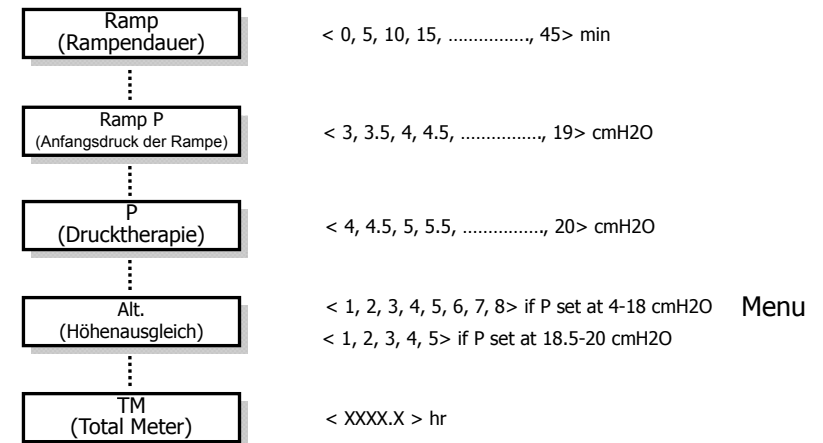 Ramp
(Rampendauer)
< 0, 5, 10, 15, ................, 45> min
Ramp P
(Anfangsdruck der Rampe)
< 3, 3.5, 4, 4.5, ................, 19> cmH2O
P
(Drucktherapie)
< 4, 4.5, 5, 5.5, ................, 20> cmH2O
Alt.
(Höhenausgleich)
< 1, 2, 3, 4, 5, 6, 7, 8> if P set at 4-18 cmH2O
< 1, 2, 3, 4, 5> if P set at 18.5-20 cmH2O
Menu
TM
(Total Meter)
< XXXX.X > hr